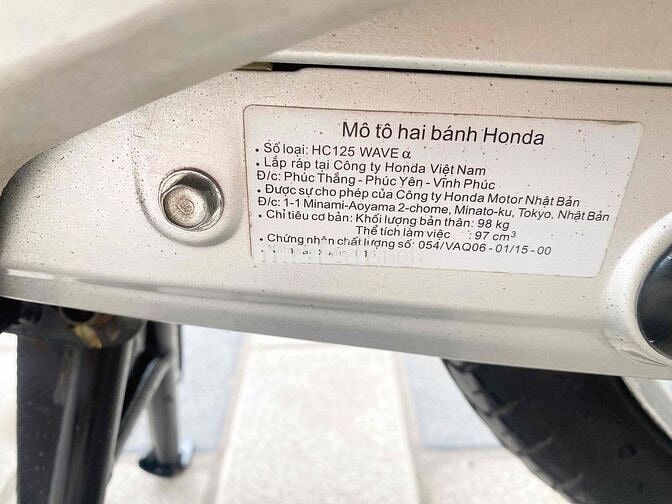 Mô tô hai bánh Honda
• Số loại: HC125 WAVE α
• Lắp ráp tại Công ty Honda Việt Nam
Đ/c: Phúc Thắng - Phúc Yên - Vĩnh Phúc
• Được sự cho phép của Công ty Honda Motor Nhật Bản
Đ/c: 1-1 Minami-Aoyama 2-chome, Minato-ku, Tokyo, Nhật Bản
• Chỉ tiêu cơ bản: Khối lượng bản thân: 98 kg
Thể tích làm việc : 97 cm³
• Chứng nhận chất lượng số: 054/VAQ06 - 01/15 - 00